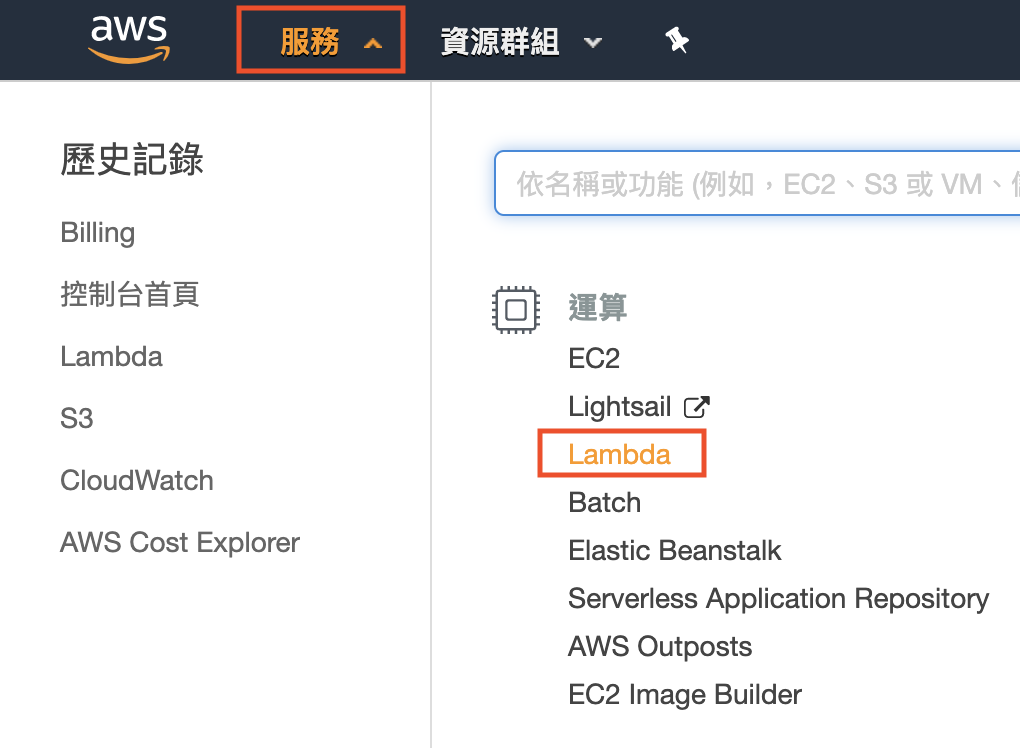 aws 服務 資源群組
歷史記錄
Billing
控制台首頁
Lambda
S3
CloudWatch
AWS Cost Explorer
依名稱或功能 (例如，EC2、S3 或 VM、
運算
EC2
Lightsail
Lambda
Batch
Elastic Beanstalk
Serverless Application Repository
AWS Outposts
EC2 Image Builder